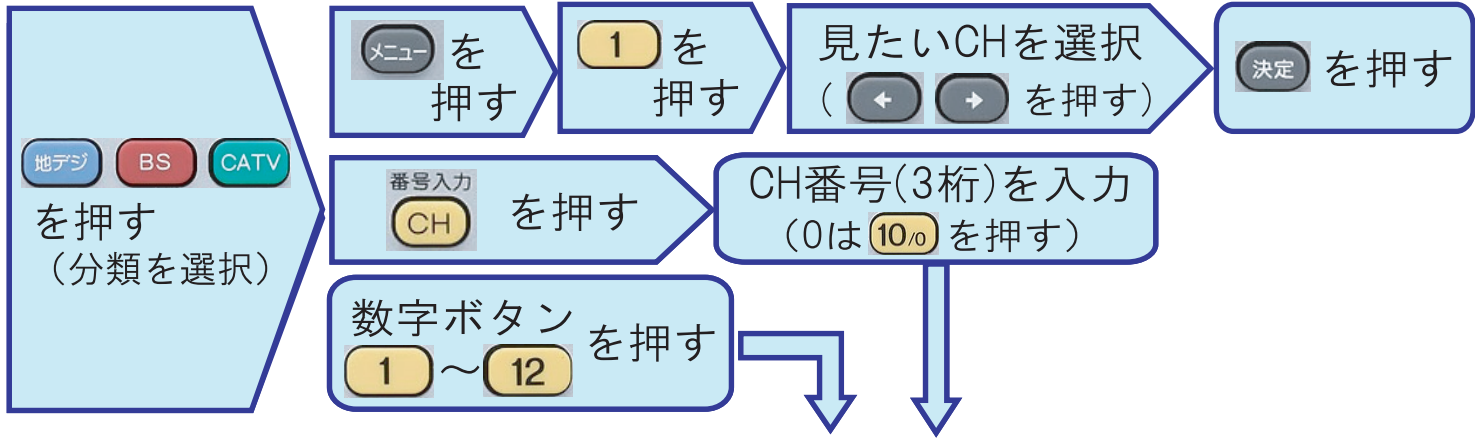 地デジ BS CATV
を押す
（分類を選択）
メニュー を
押す
1 を
押す
見たいCHを選択
（ ← → を押す）
決定 を押す
番号入力
CH を押す
CH番号(3桁)を入力
（0は 10/0 を押す）
数字ボタン
1 ～ 12 を押す